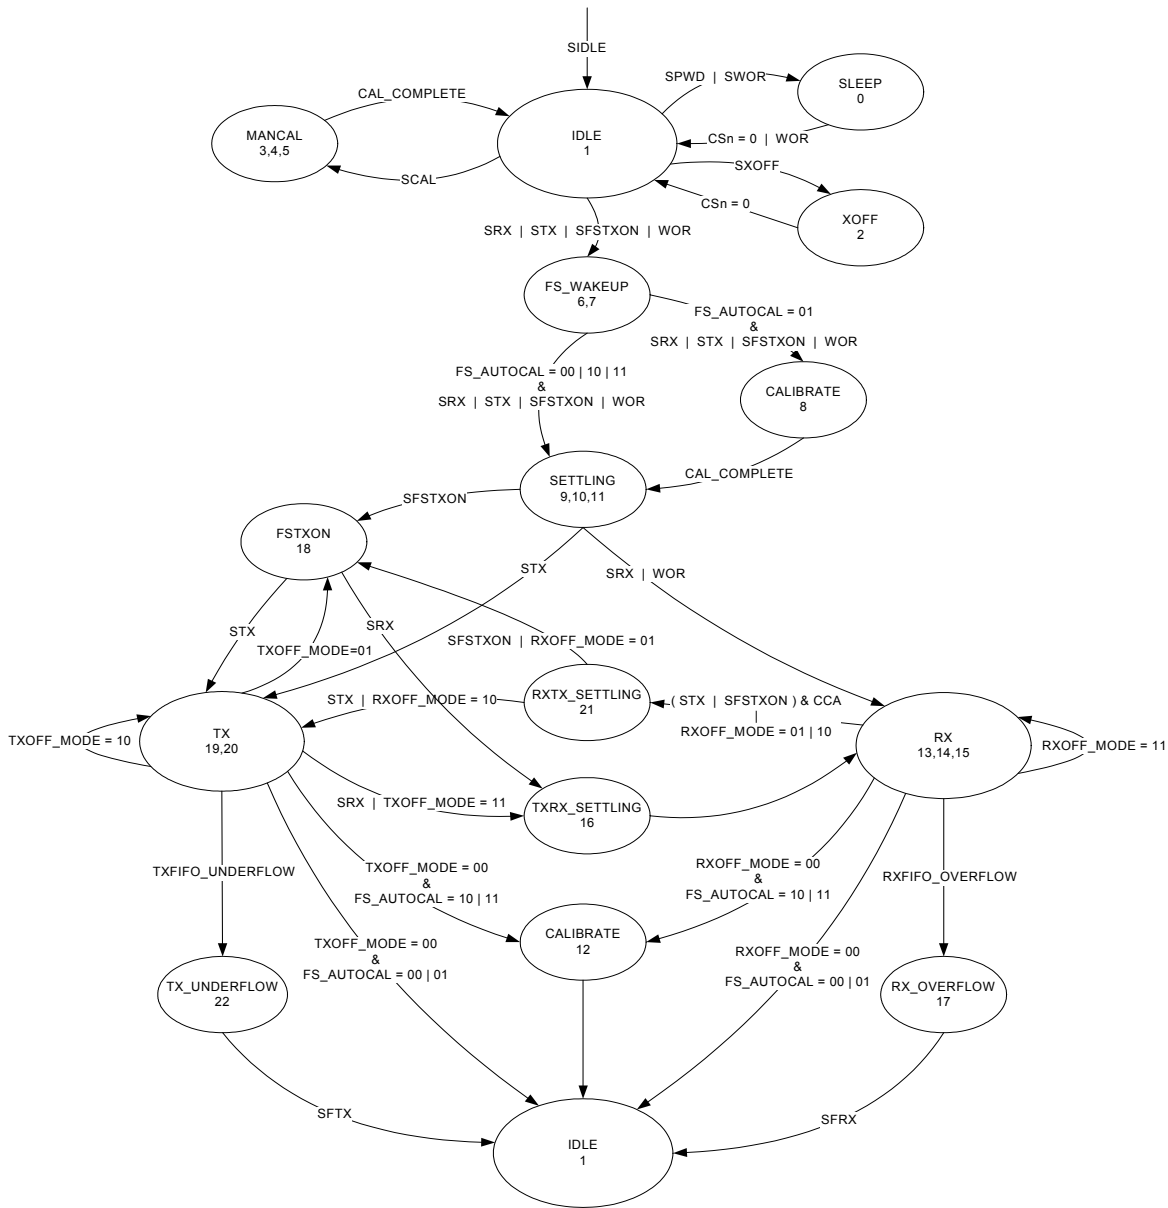 SIDLE
SPWD | SWOR
SLEEP
0
CAL_COMPLETE
MANCAL
3,4,5
IDLE
1
CSn = 0 | WOR
SCAL
SXOFF
CSn = 0
XOFF
2
SRX | STX | SFSTXON | WOR
FS_WAKEUP
6,7
FS_AUTOCAL = 01
&
SRX | STX | SFSTXON | WOR
FS_AUTOCAL = 00 | 10 | 11
&
SRX | STX | SFSTXON | WOR
CALIBRATE
8
CAL_COMPLETE
SETTLING
9,10,11
SFSTXON
FSTXON
18
STX
SRX | WOR
STX
SRX
TXOFF_MODE=01
SFSTXON | RXOFF_MODE = 01
STX | RXOFF_MODE = 10
RXTX_SETTLING
21
( STX | SFSTXON ) & CCA
|
RXOFF_MODE = 01 | 10
TXOFF_MODE = 10
TX
19,20
RX
13,14,15
RXOFF_MODE = 11
SRX | TXOFF_MODE = 11
TXRX_SETTLING
16
TXFIFO_UNDERFLOW
TXOFF_MODE = 00
&
FS_AUTOCAL = 10 | 11
RXOFF_MODE = 00
&
FS_AUTOCAL = 10 | 11
RXFIFO_OVERFLOW
CALIBRATE
12
TXOFF_MODE = 00
&
FS_AUTOCAL = 00 | 01
RXOFF_MODE = 00
&
FS_AUTOCAL = 00 | 01
TX_UNDERFLOW
22
RX_OVERFLOW
17
SFTX
SFRX
IDLE
1